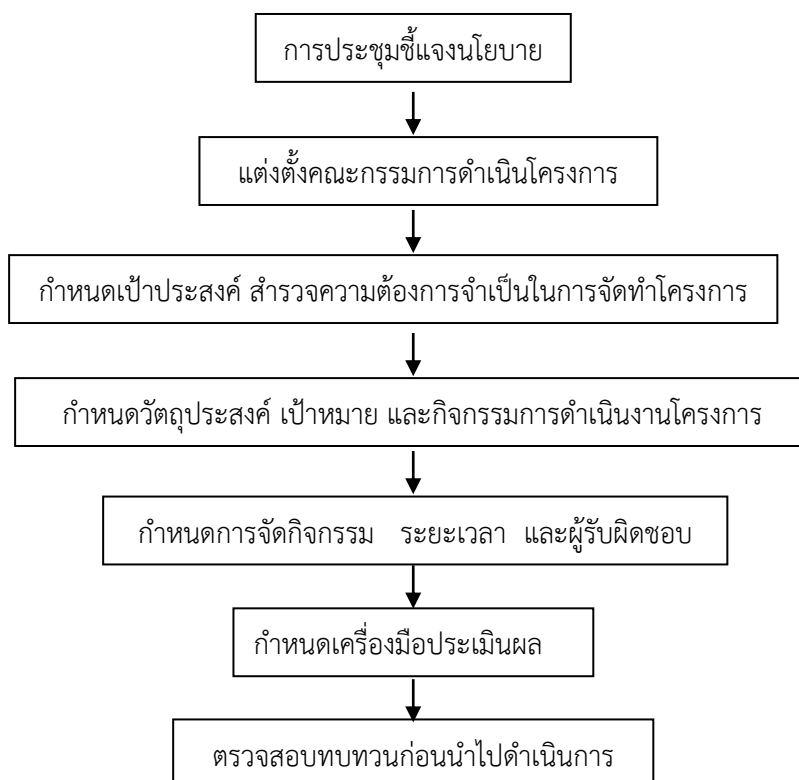 การประชุมชี้แจงนโยบาย
แต่งตั้งคณะกรรมการดำเนินโครงการ
กำหนดเป้าประสงค์ สำรวจความต้องการจำเป็นในการจัดทำโครงการ
กำหนดวัตถุประสงค์ เป้าหมาย และกิจกรรมการดำเนินงานโครงการ
กำหนดการจัดกิจกรรม ระยะเวลา และผู้รับผิดชอบ
กำหนดเครื่องมือประเมินผล
ตรวจสอบทบทวนก่อนนำไปดำเนินการ